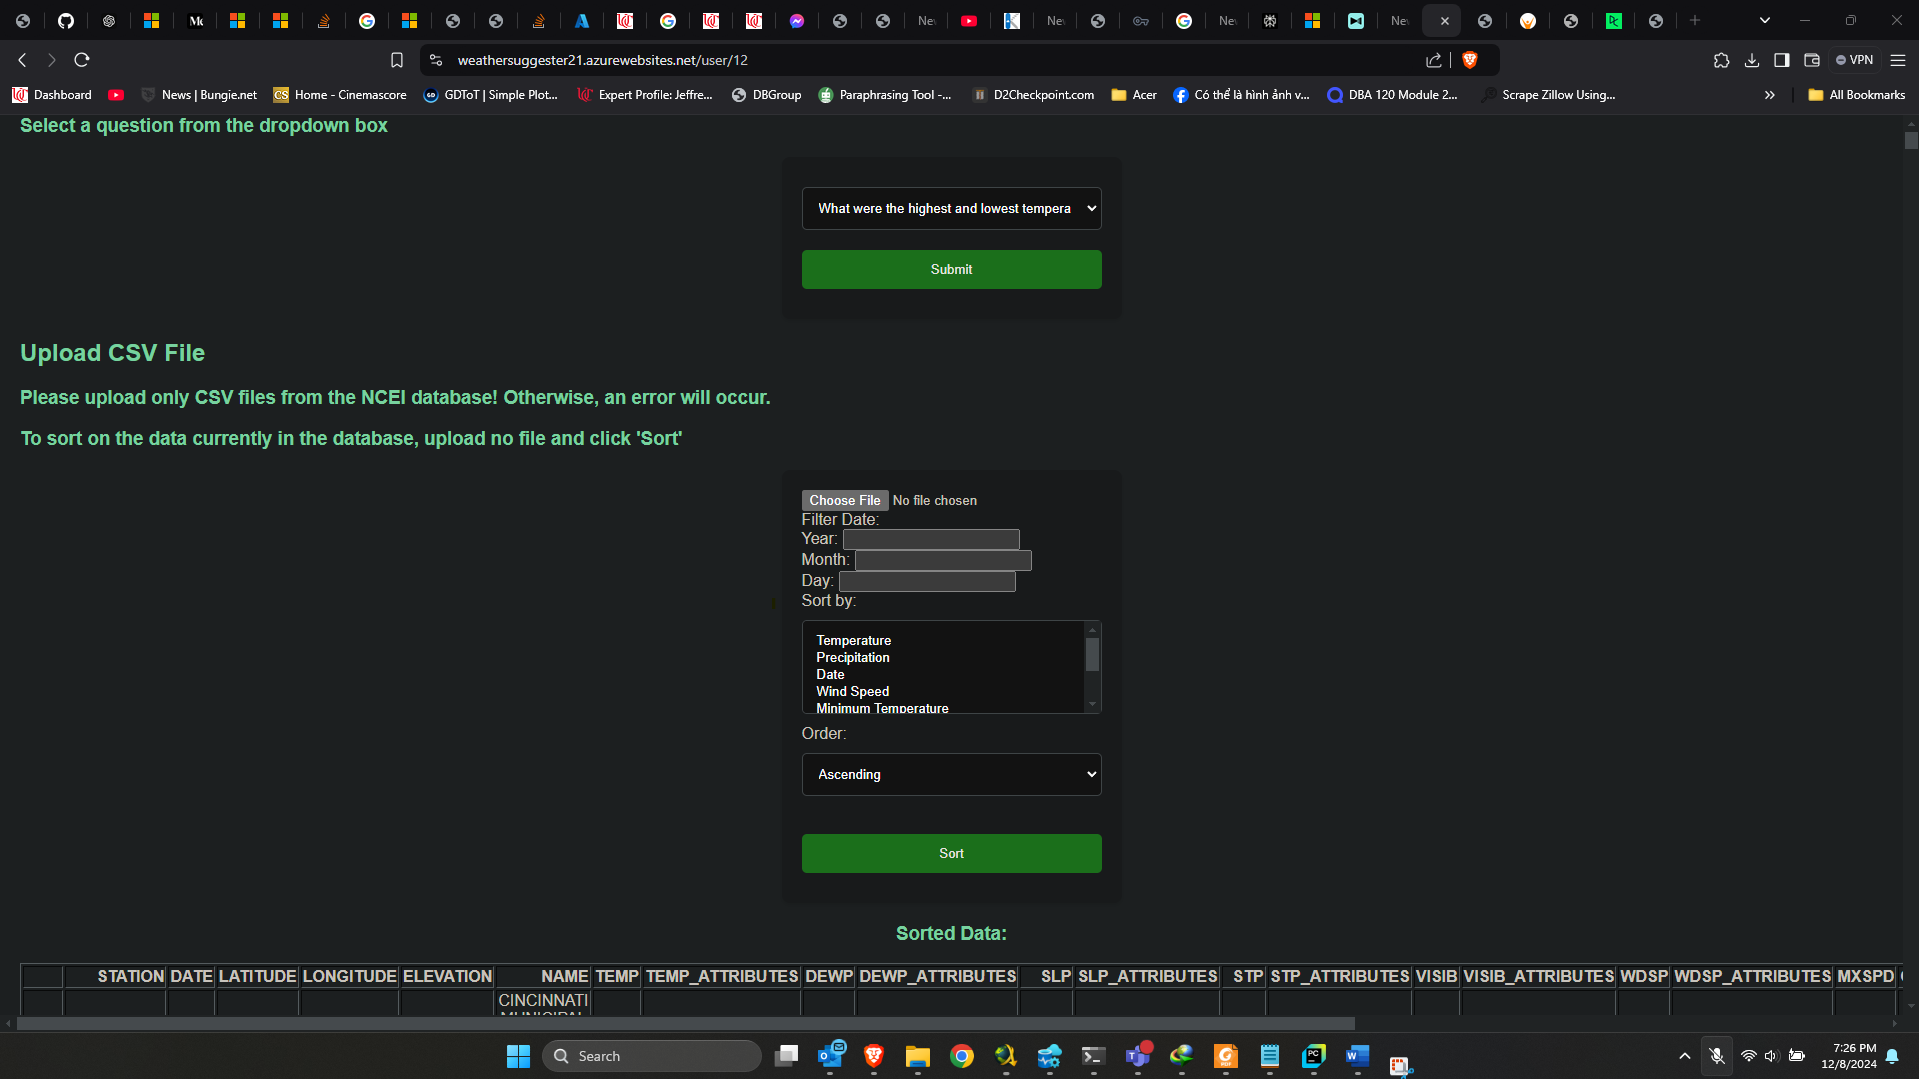 Nev
Nev
Nev
Nev
weathersuggester21.azurewebsites.net/user/12
VPN
Dashboard
News | Bungie.net
Home - Cinemascore
GDToT | Simple Plot...
Expert Profile: Jeffre...
DBGroup
Paraphrasing Tool -...
D2Checkpoint.com
Acer
Có thể là hình ảnh v...
DBA 120 Module 2...
Scrape Zillow Using...
All Bookmarks
Select a question from the dropdown box
What were the highest and lowest tempera
Submit
Upload CSV File
Please upload only CSV files from the NCEI database! Otherwise, an error will occur.
To sort on the data currently in the database, upload no file and click 'Sort'
Choose File No file chosen
Filter Date:
Year:
Month:
Day:
Sort by:
Temperature
Precipitation
Date
Wind Speed
Minimum Temperature
Order:
Ascending
Sort
Sorted Data:
STATION DATE LATITUDE LONGITUDE ELEVATION NAME TEMP TEMP_ATTRIBUTES DEWP DEWP_ATTRIBUTES SLP SLP_ATTRIBUTES STP STP_ATTRIBUTES VISIB VISIB_ATTRIBUTES WDSP WDSP_ATTRIBUTES MXSPD
CINCINNATI
MUNICIPAL
Search
7:26 PM
12/8/2024